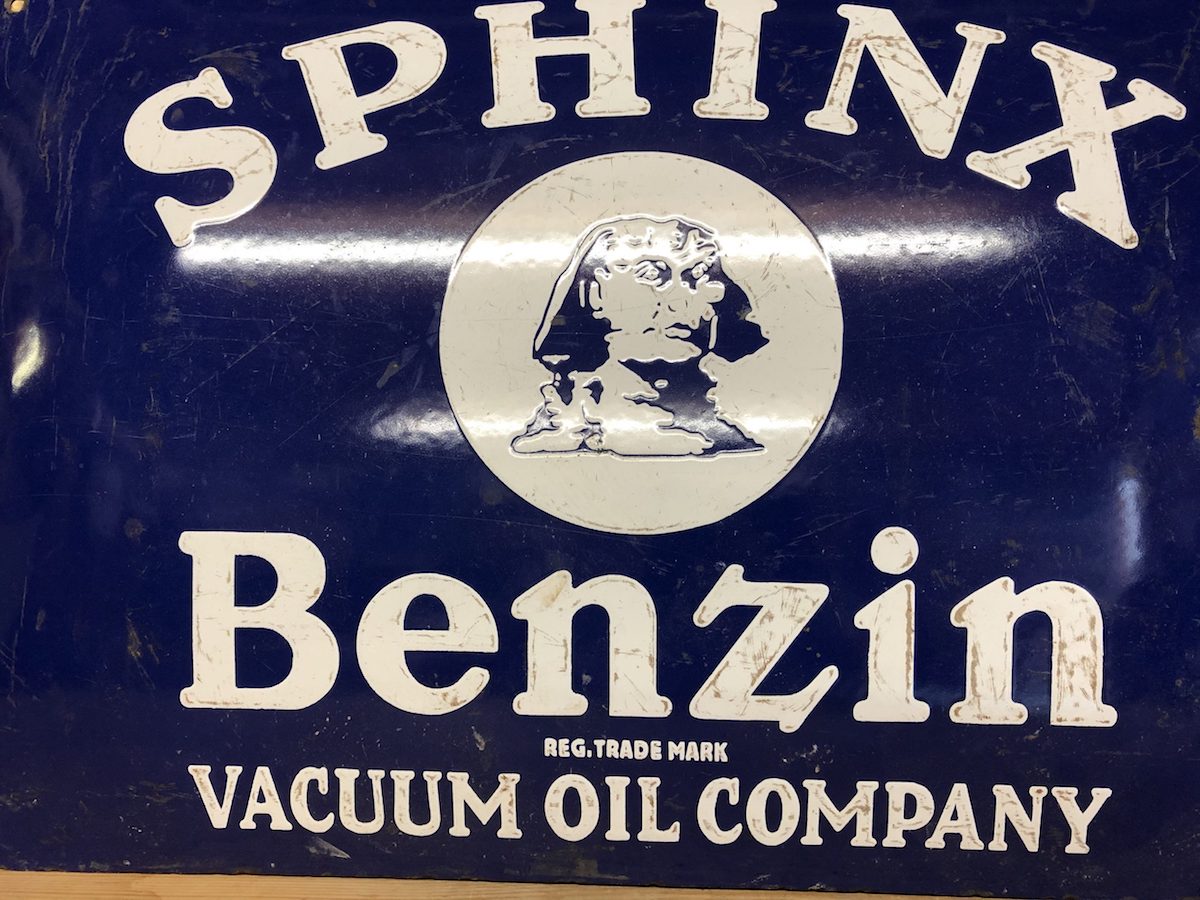 SPHINX
Benzin
REG. TRADE MARK
VACUUM OIL COMPANY